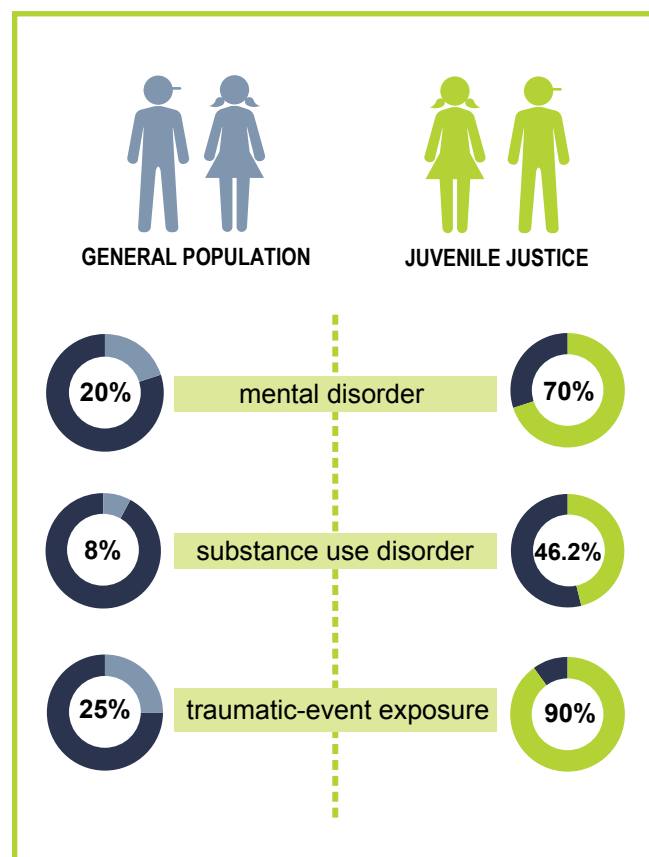 GENERAL POPULATION
JUVENILE JUSTICE
20%
mental disorder
70%
8%
substance use disorder
46.2%
25%
traumatic-event exposure
90%